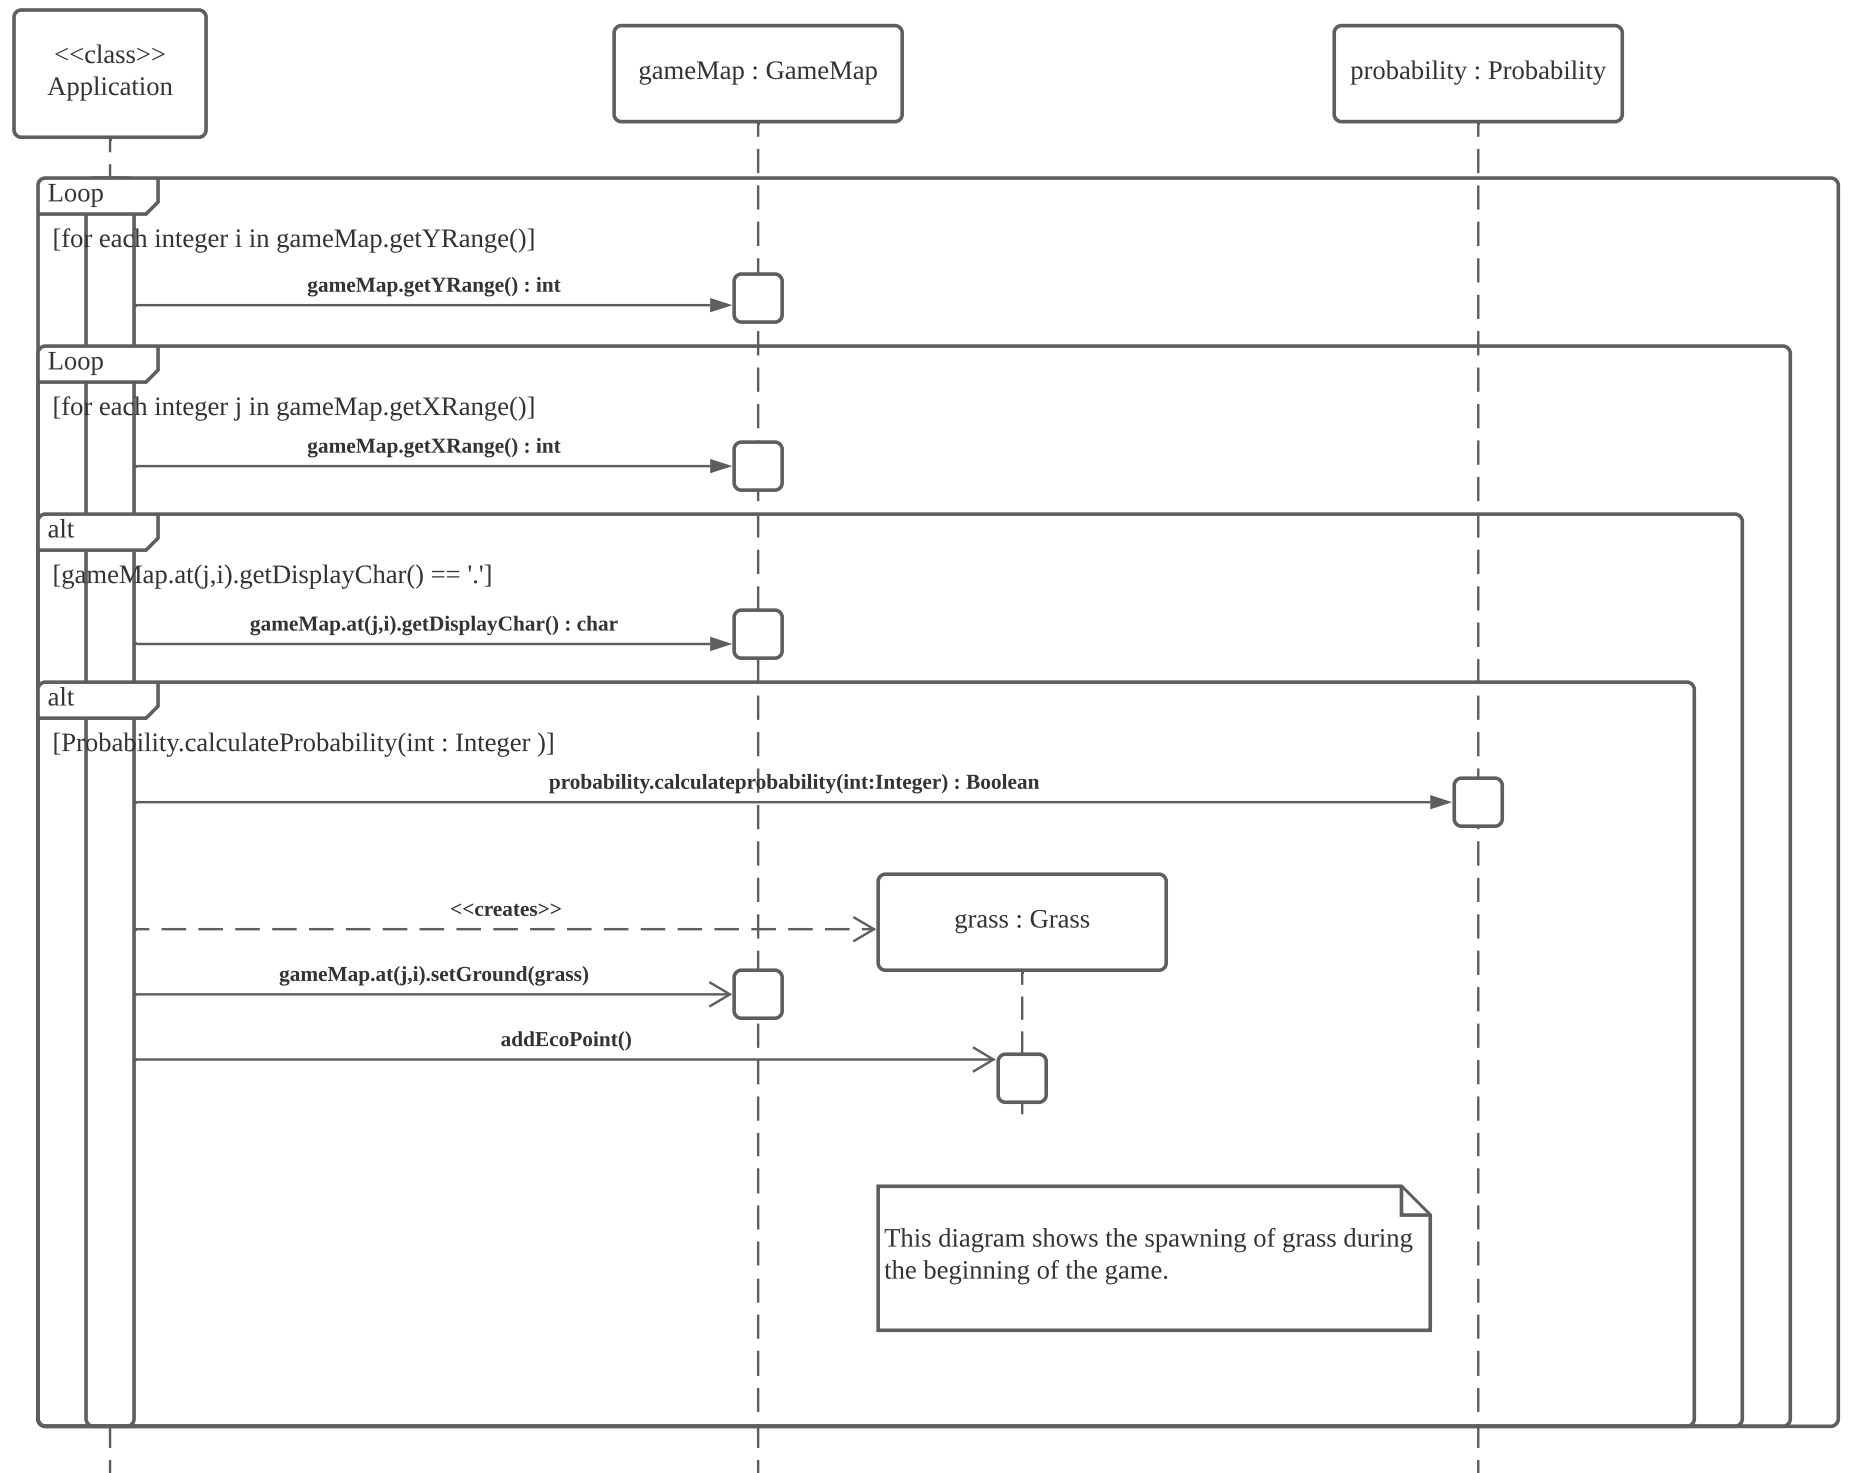 <<class>>
Application
gameMap : GameMap
probability : Probability
Loop
[for each integer i in gameMap.getYRange()]
gameMap.getYRange() : int
Loop
[for each integer j in gameMap.getXRange()]
gameMap.getXRange() : int
alt
[gameMap.at(j,i).getDisplayChar() == '.']
gameMap.at(j,i).getDisplayChar() : char
alt
[Probability.calculateProbability(int : Integer )]
probability.calculateprobability(int:Integer) : Boolean
<<creates>>
grass : Grass
gameMap.at(j,i).setGround(grass)
addEcoPoint()
This diagram shows the spawning of grass during
the beginning of the game.